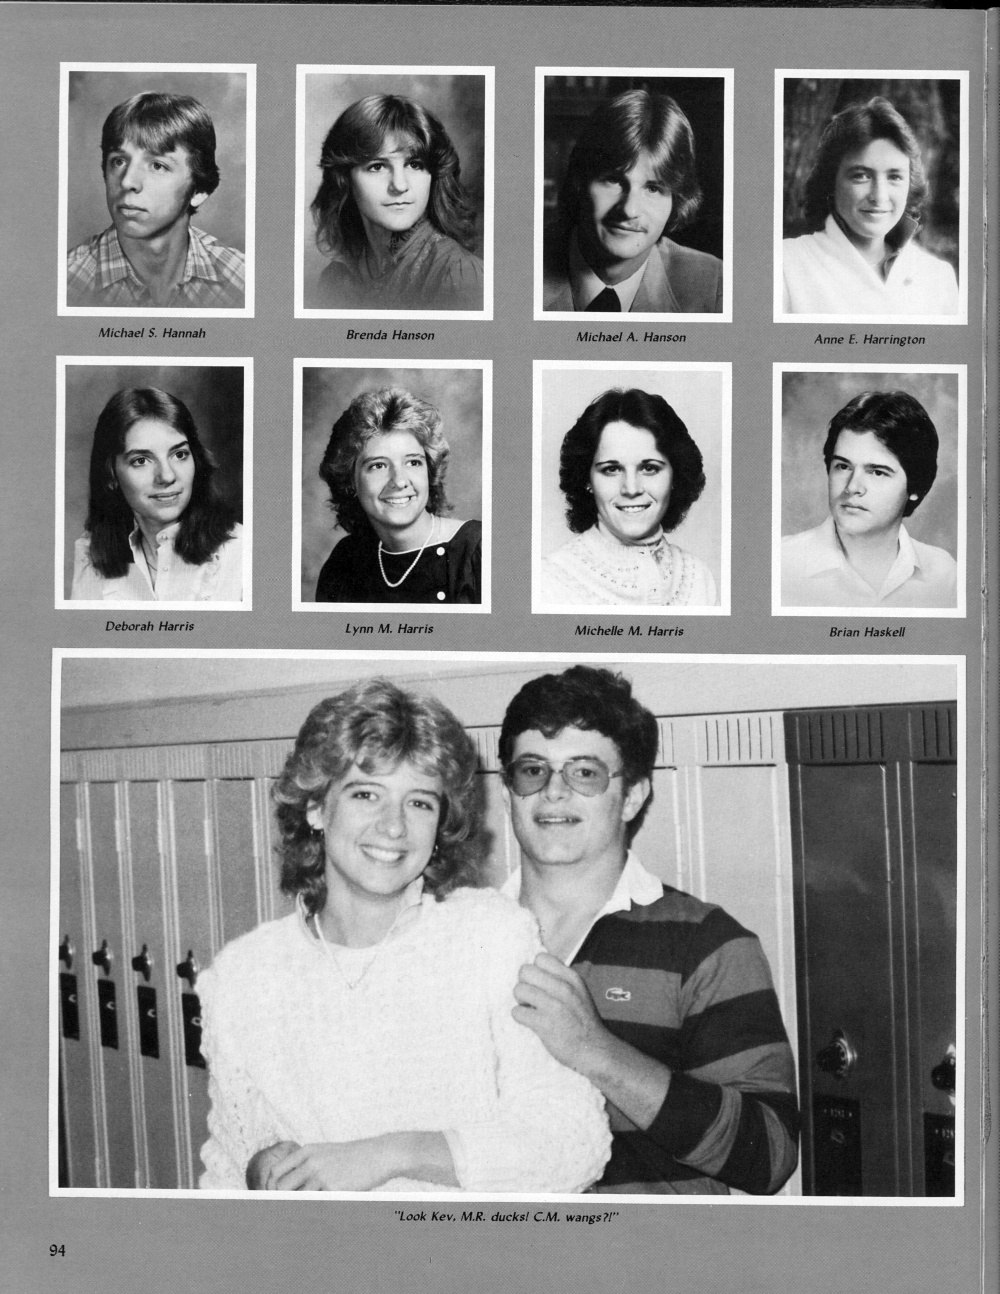 Michael S. Hannah
Brenda Hanson
Michael A. Hanson
Anne E. Harrington
Deborah Harris
Lynn M. Harris
Michelle M. Harris
Brian Haskell
"Look Kev, M.R. ducks! C.M. wangs?!"
94